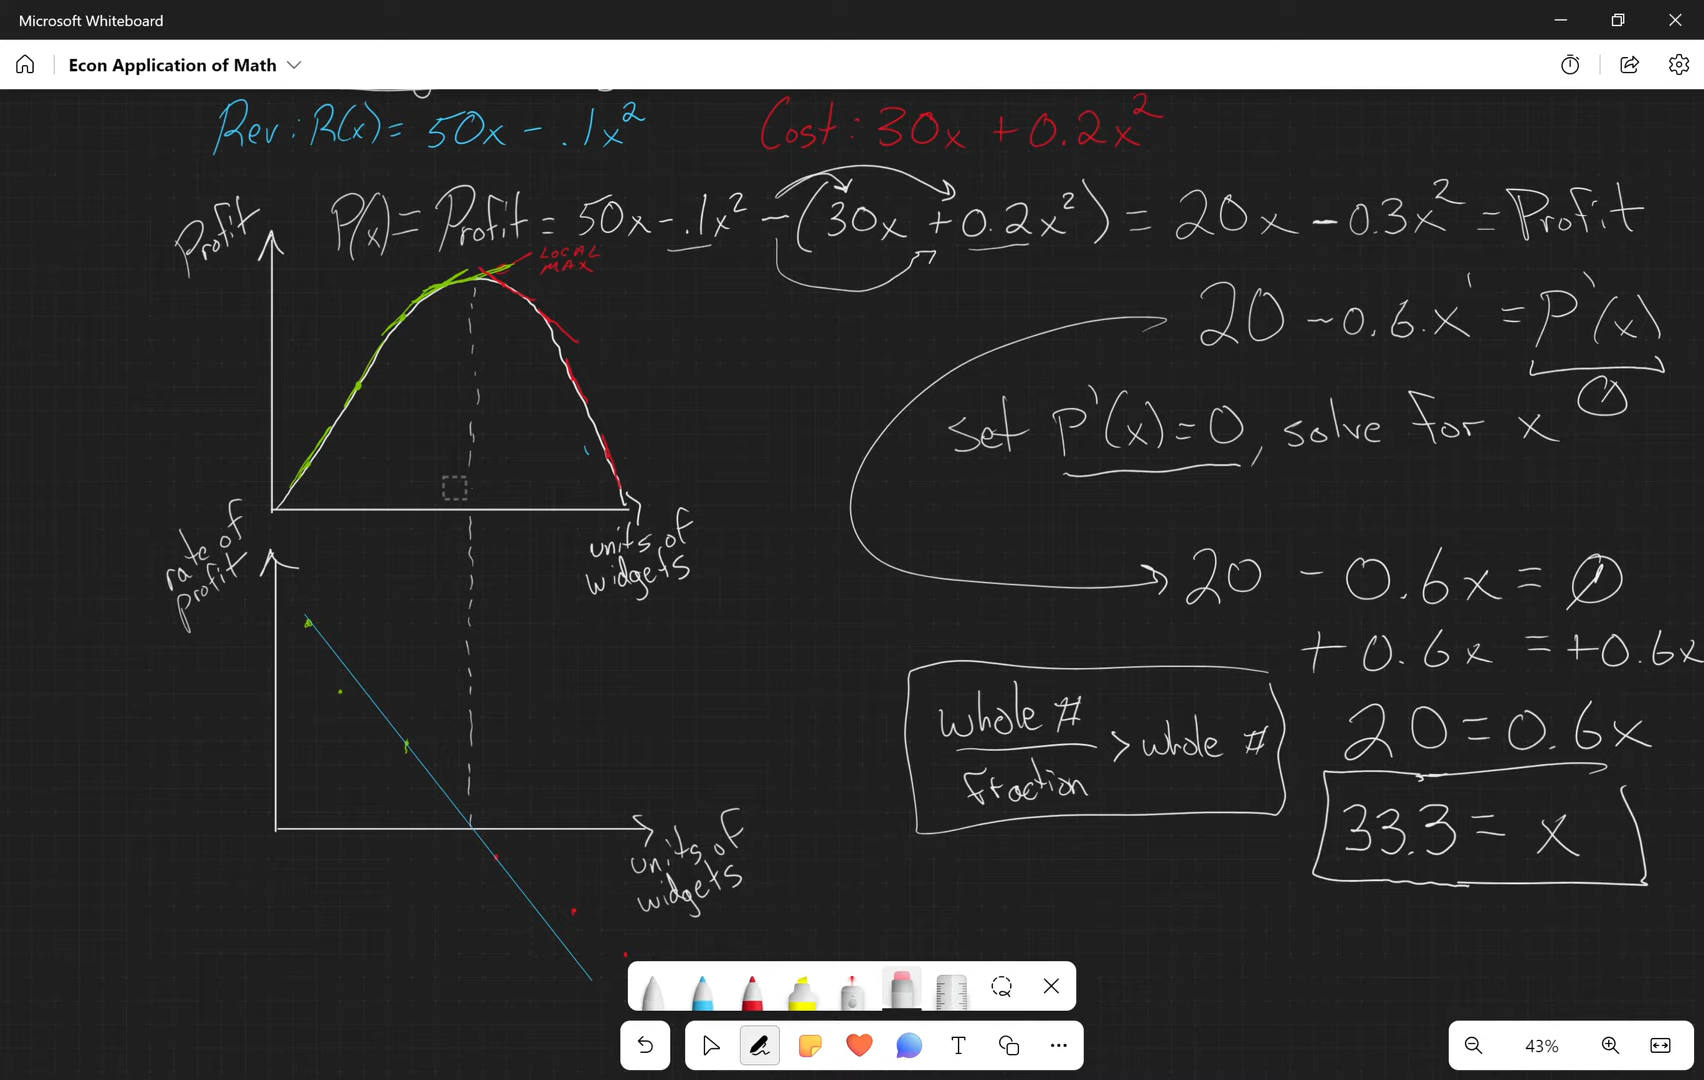 Microsoft Whiteboard
Econ Application of Math
Rev: R(x) = 50x - .1x²
Cost: 30x + 0.2x²
Profit
P(x) = Profit = 50x - .1x² - (30x + 0.2x²) = 20x - 0.3x² = Profit
LOCAL
MAX
20 - 0.6x' = P'(x)
0
set P'(x) = 0, solve for x
units of
widgets
rate of
profit
20 - 0.6x = 0
+ 0.6x = +0.6x
20 = 0.6x
33.3 = x
whole #
Fraction
> whole #
units of
widgets
43%